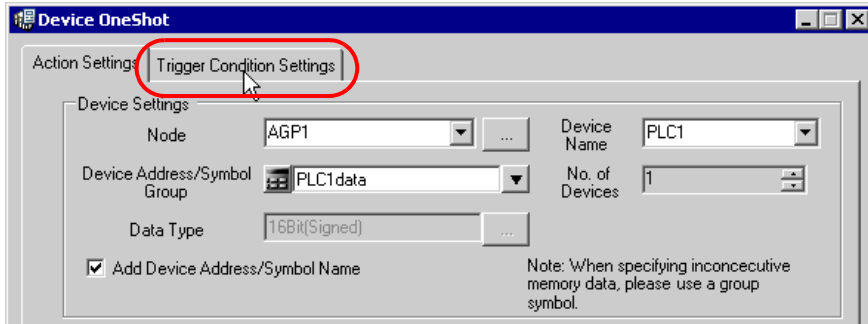 Device OneShot
Action Settings
Trigger Condition Settings
Device Settings
Node
AGP1
...
Device
Name
PLC1
Device Address/Symbol
Group
PLC1data
No. of
Devices
1
Data Type
16Bit(Signed)
...
Add Device Address/Symbol Name
Note: When specifying inconcecutive
memory data, please use a group
symbol.